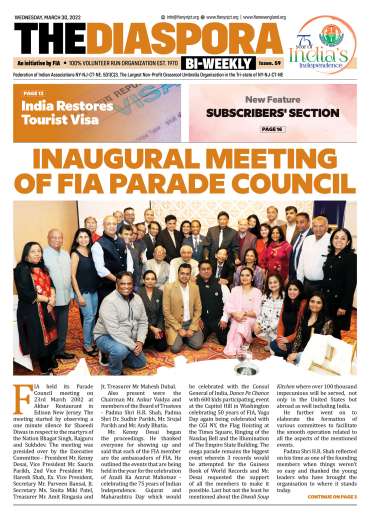 WEDNESDAY, MARCH 30, 2022
info@fianynjct.org | www.fianynjct.org | www.fianewengland.org
THEDIASPORA
An initiative by FIA • 100% VOLUNTEER RUN ORGANIZATION EST. 1970
BI-WEEKLY
Issue. 59
75 Year of
India's
Independence
Federation of Indian Associations NY-NJ-CT-NE. 501(C)3. The Largest Non-Profit Grassroot Umbrella Organisation in the Tri-state of NY-NJ-CT-NE
PAGE 13
India Restores
Tourist Visa
REPUBLIC
VISA
New Feature
SUBSCRIBERS' SECTION
PAGE 16
INAUGURAL MEETING
OF FIA PARADE COUNCIL
FIA held its Parade
Council meeting on
23rd March 2002 at
Akbar Restaurant in
Edison New Jersey. The
meeting started by observing a
one minute silence for Shaeedi
Diwas in respect to the martyrs of
the Nation Bhagat Singh, Rajguru
and Sukhdev. The meeting was
presided over by the Executive
Committee - President Mr Kenny
Desai, Vice President Mr Saurin
Parikh, 2nd Vice President Mr
Haresh Shah, Ex. Vice President,
Secretary Mr. Parveen Bansal, Jt.
Secretary Ms. Smita Miki Patel,
Treasurer Mr Amit Ringasia and
Jt. Treasurer Mr Mahesh Dubal.
Also present were the
Chairman Mr. Ankur Vaidya and
members of the Board of Trustees
- Padma Shri H.R. Shah, Padma
Shri Dr. Sudhir Parikh, Mr. Srujal
Parikh and Mr. Andy Bhatia.
Mr Kenny Desai began
the proceedings. He thanked
everyone for showing up and
said that each of the FIA member
are the ambassadors of FIA. He
outlined the events that are being
held in the year for the celebration
of Azadi Ka Amrut Mahotsav -
celebrating the 75 years of Indian
Independence. Gujarat and
Maharashtra Day which would
be celebrated with the Consul
General of India, Dance Pe Chance
with 600 kids participating, event
at the Capitol Hill in Washington
celebrating 50 years of FIA, Yoga
Day again being celebrated with
the CGI NY, the Flag Hoisting at
the Times Square, Ringing of the
Nasdaq Bell and the Illumination
of The Empire State Building. The
mega parade remains the biggest
event where 3 records would
be attempted for the Guiness
Book of World Records and Mr.
Desai requested the support
of all the members to make it
possible. Last but not the least he
mentioned about the Dewali Soup
Kitchen where over 100 thousand
impecunious will be served, not
only in the United States but
abroad as well including India.
He further went on to
elaborate the formation of
various committees to facilitate
the smooth operation related to
all the aspects of the mentioned
events.
Padma Shri H.R. Shah reflected
on his time as one of the founding
members when things weren't
so easy and thanked the young
leaders who have brought the
organisation to where it stands
today.
CONTINUE ON PAGE 3